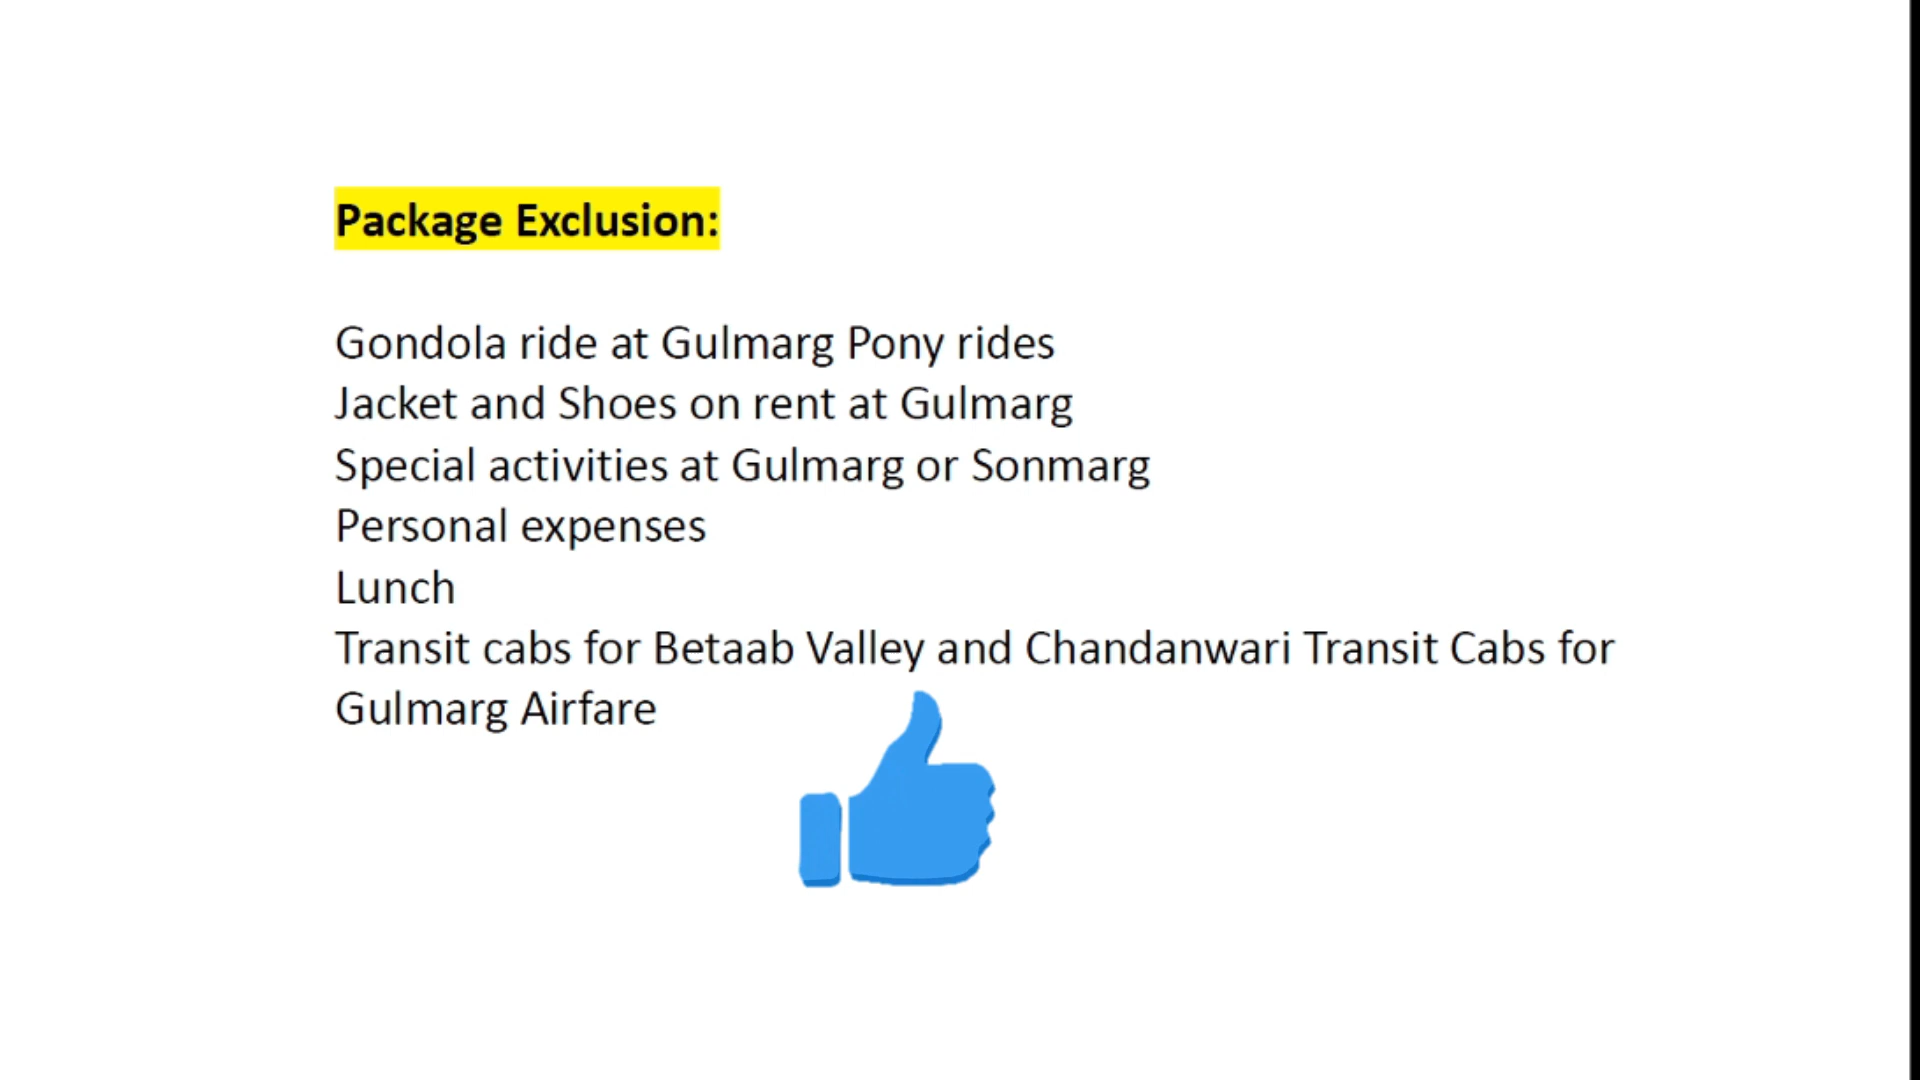 Package Exclusion:
Gondola ride at Gulmarg Pony rides
Jacket and Shoes on rent at Gulmarg
Special activities at Gulmarg or Sonmarg
Personal expenses
Lunch
Transit cabs for Betaab Valley and Chandanwari Transit Cabs for
Gulmarg Airfare